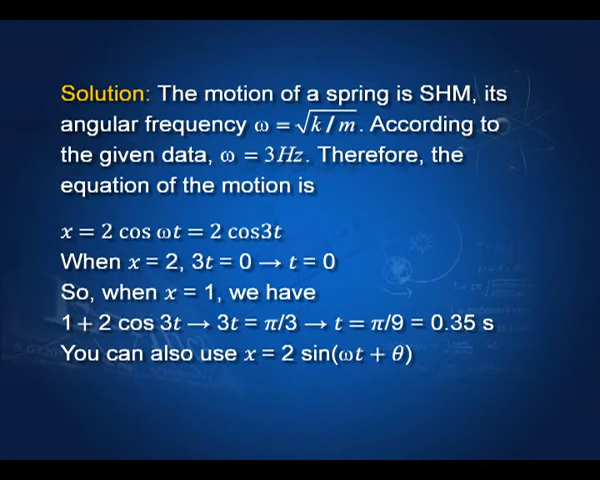 Solution: The motion of a spring is SHM, its
angular frequency ω = √k / m. According to
the given data, ω = 3Hz. Therefore, the
equation of the motion is
x = 2 cos ωt = 2 cos3t
When x = 2, 3t = 0 → t = 0
So, when x = 1, we have
1 + 2 cos 3t → 3t = π/3 → t = π/9 = 0.35 s
You can also use x = 2 sin(ωt + θ)